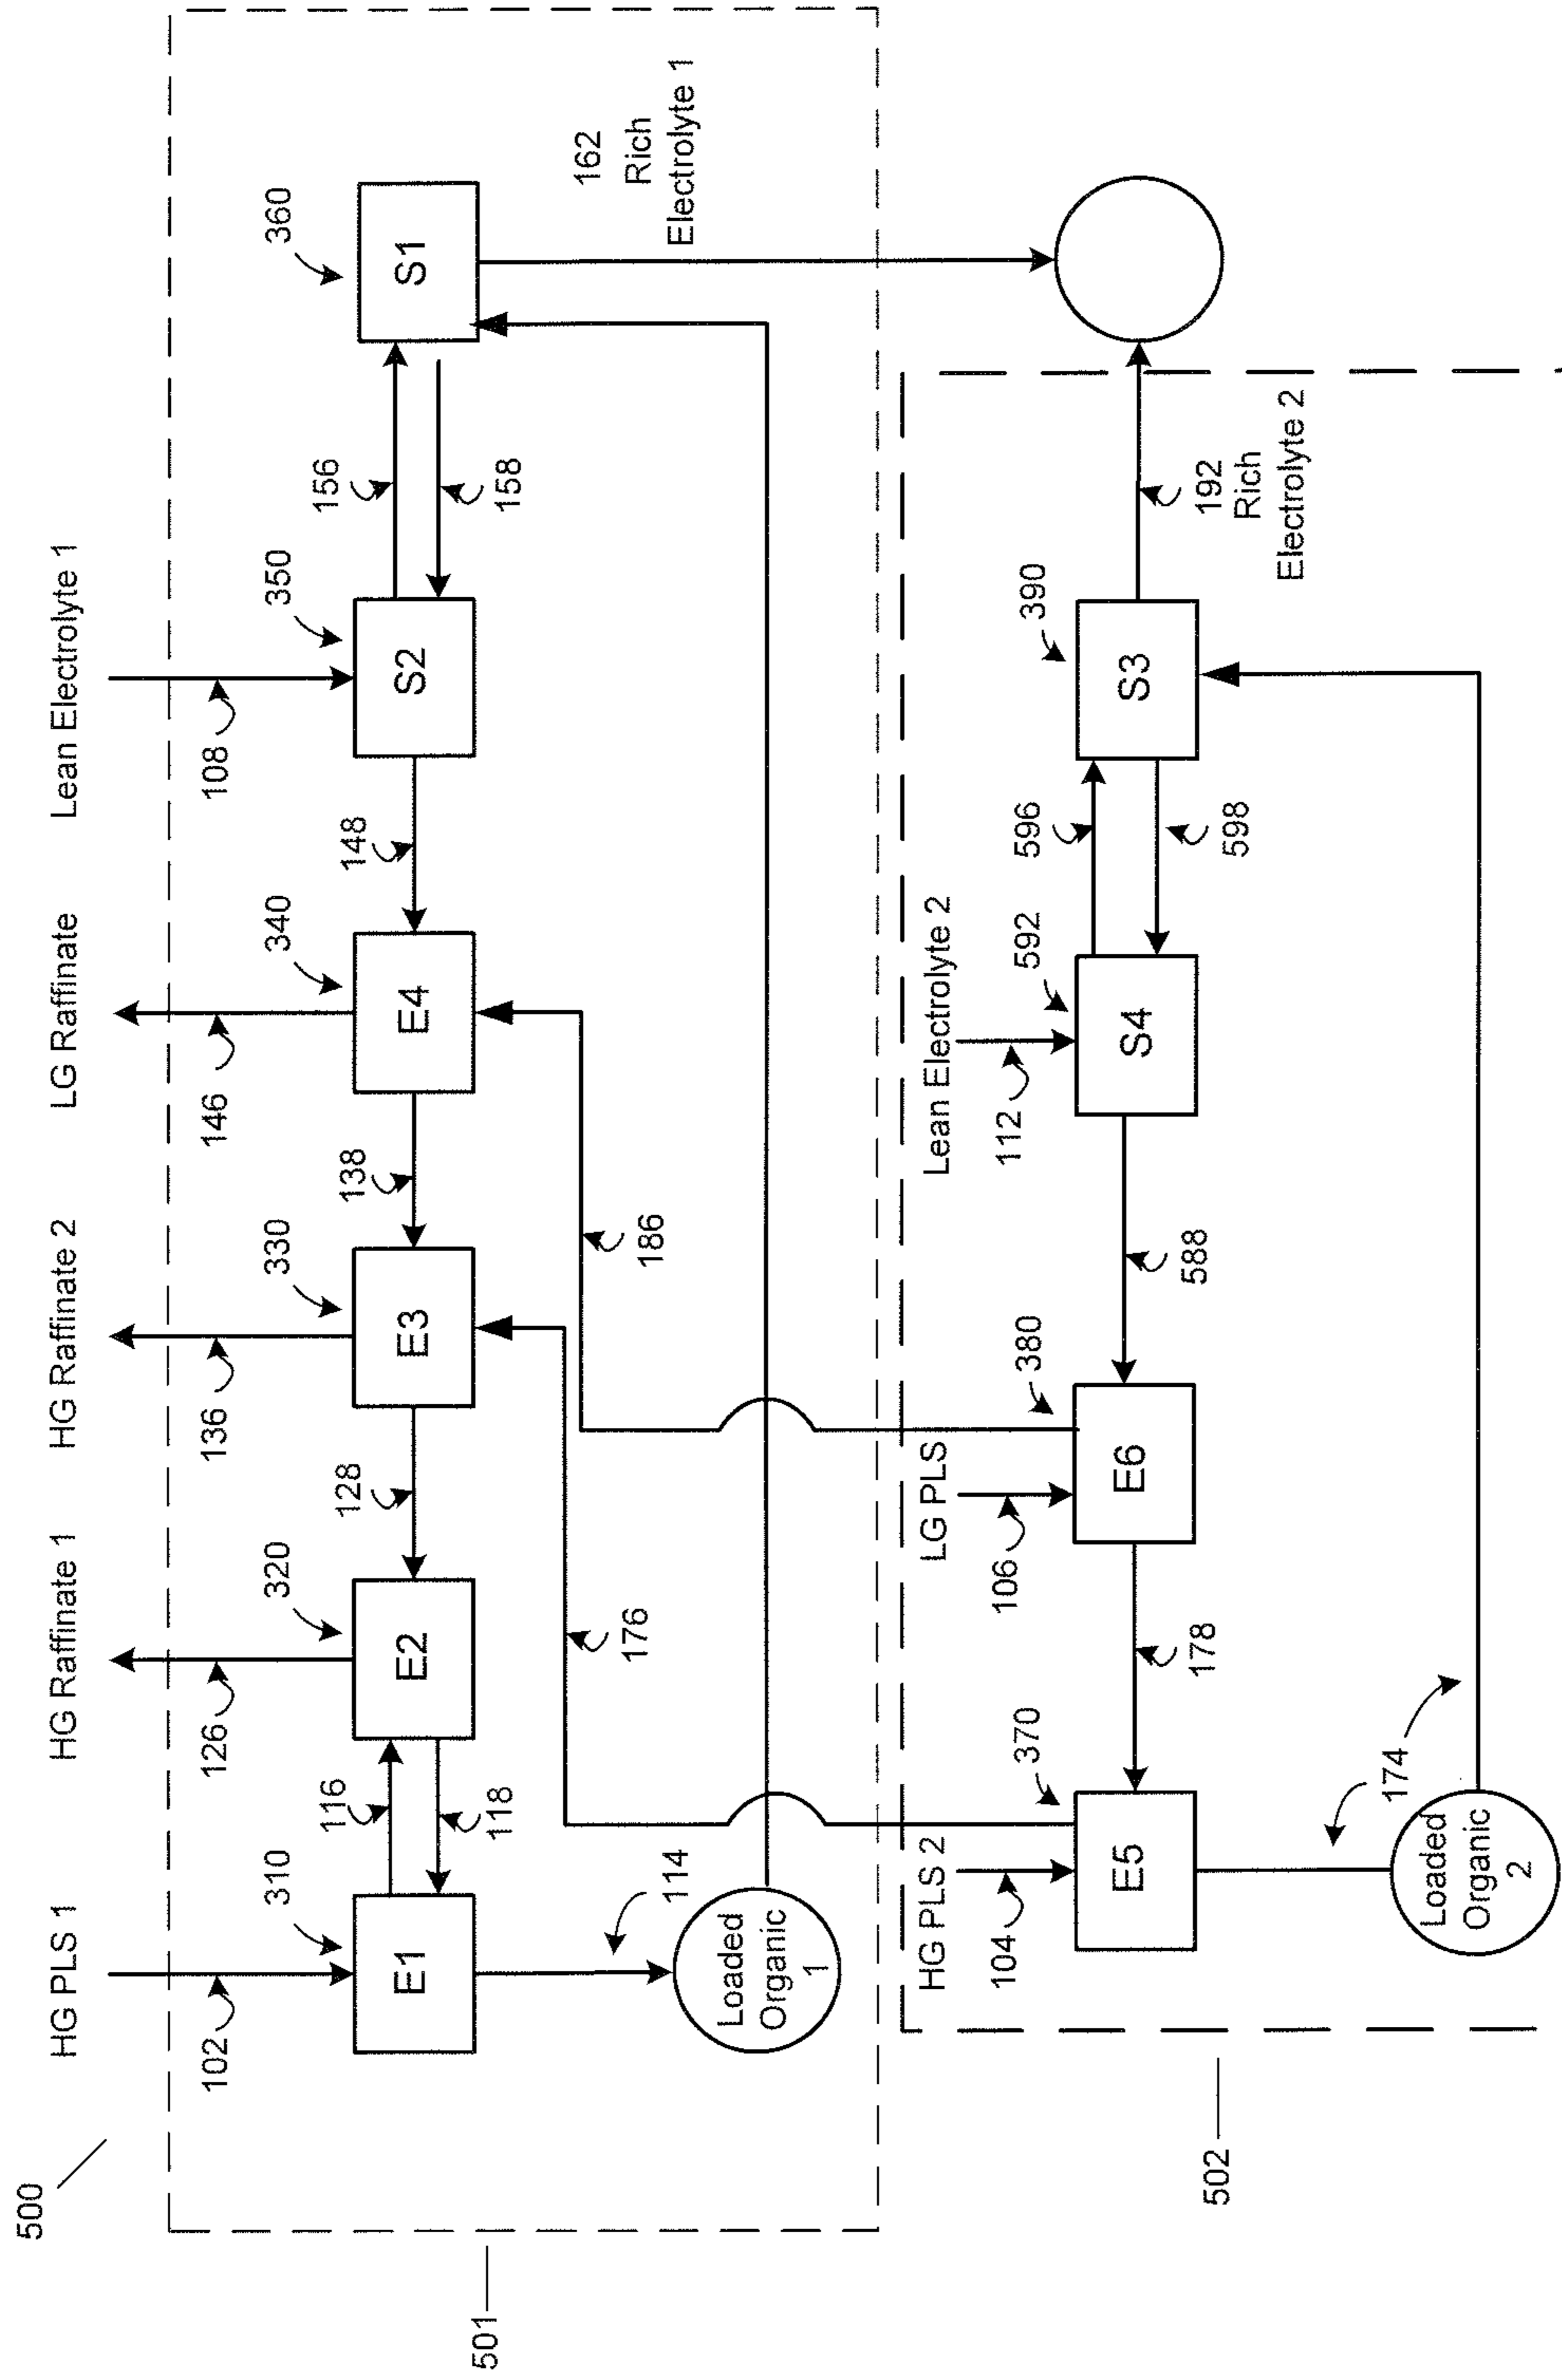 500
HG PLS 1
HG Raffinate 1
HG Raffinate 2
LG Raffinate
Lean Electrolyte 1
102
126
136
146
108
310
320
330
340
350
360
E1
116
118
E2
128
E3
138
E4
148
S2
156
158
S1
162
Rich
Electrolyte 1
114
176
186
Loaded
Organic
1
501
HG PLS 2
LG PLS
Lean Electrolyte 2
104
106
112
370
380
592
390
E5
178
E6
588
S4
596
598
S3
192
Rich
Electrolyte 2
174
Loaded
Organic
2
502